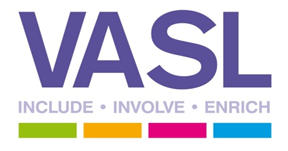 VASL
INCLUDE • INVOLVE • ENRICH